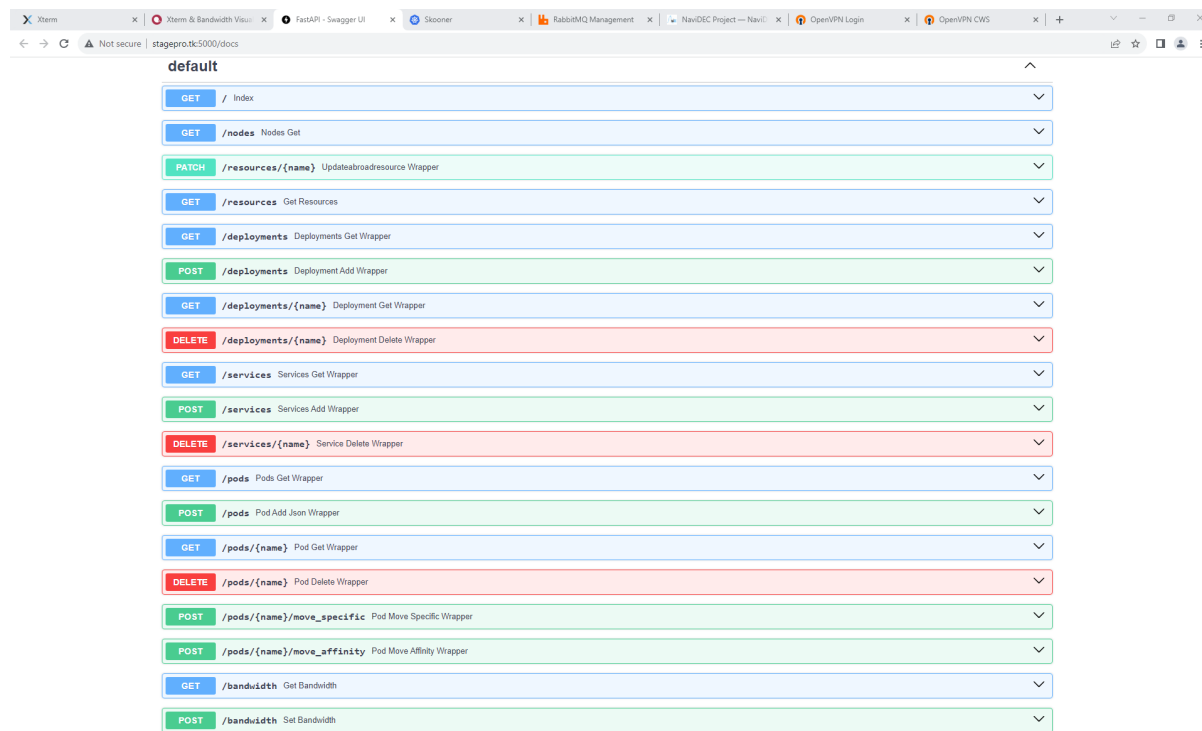 Xterm Xterm & Bandwidth Visua FastAPI - Swagger UI Skooner RabbitMQ Management NaviDEC Project — NaviD OpenVPN Login OpenVPN CWS
Not secure stagepro.tk:5000/docs
default
GET / Index
GET /nodes Nodes Get
PATCH /resources/{name} Updateabroadresource Wrapper
GET /resources Get Resources
GET /deployments Deployments Get Wrapper
POST /deployments Deployment Add Wrapper
GET /deployments/{name} Deployment Get Wrapper
DELETE /deployments/{name} Deployment Delete Wrapper
GET /services Services Get Wrapper
POST /services Services Add Wrapper
DELETE /services/{name} Service Delete Wrapper
GET /pods Pods Get Wrapper
POST /pods Pod Add Json Wrapper
GET /pods/{name} Pod Get Wrapper
DELETE /pods/{name} Pod Delete Wrapper
POST /pods/{name}/move_specific Pod Move Specific Wrapper
POST /pods/{name}/move_affinity Pod Move Affinity Wrapper
GET /bandwidth Get Bandwidth
POST /bandwidth Set Bandwidth